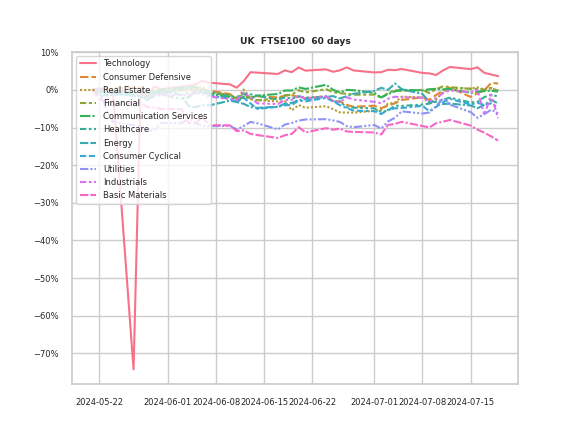 UK  FTSE100  60 days
10%
0%
−10%
−20%
−30%
−40%
−50%
−60%
−70%
Technology
Consumer Defensive
Real Estate
Financial
Communication Services
Healthcare
Energy
Consumer Cyclical
Utilities
Industrials
Basic Materials
2024-05-22
2024-06-01
2024-06-08
2024-06-15
2024-06-22
2024-07-01
2024-07-08
2024-07-15